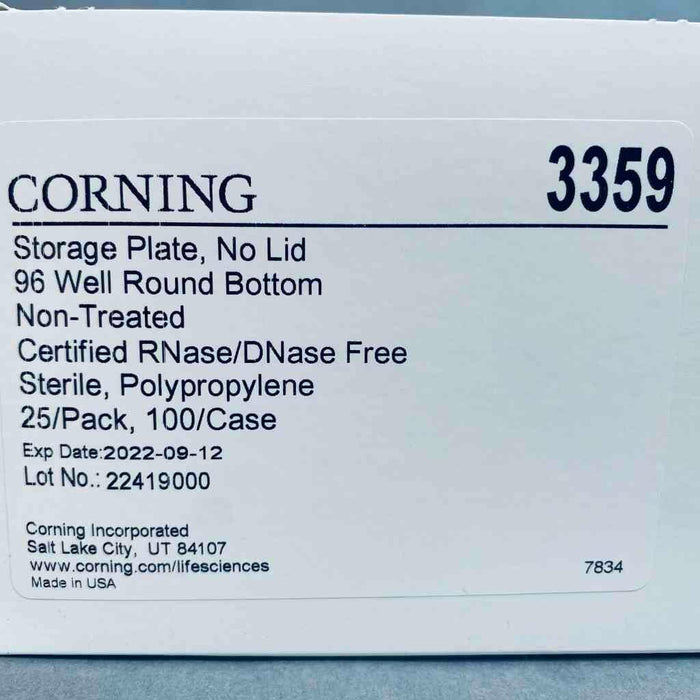 CORNING 3359
Storage Plate, No Lid
96 Well Round Bottom
Non-Treated
Certified RNase/DNase Free
Sterile, Polypropylene
25/Pack, 100/Case
Exp Date:2022-09-12
Lot No.: 22419000
Corning Incorporated
Salt Lake City, UT 84107
www.corning.com/lifesciences 7834
Made in USA